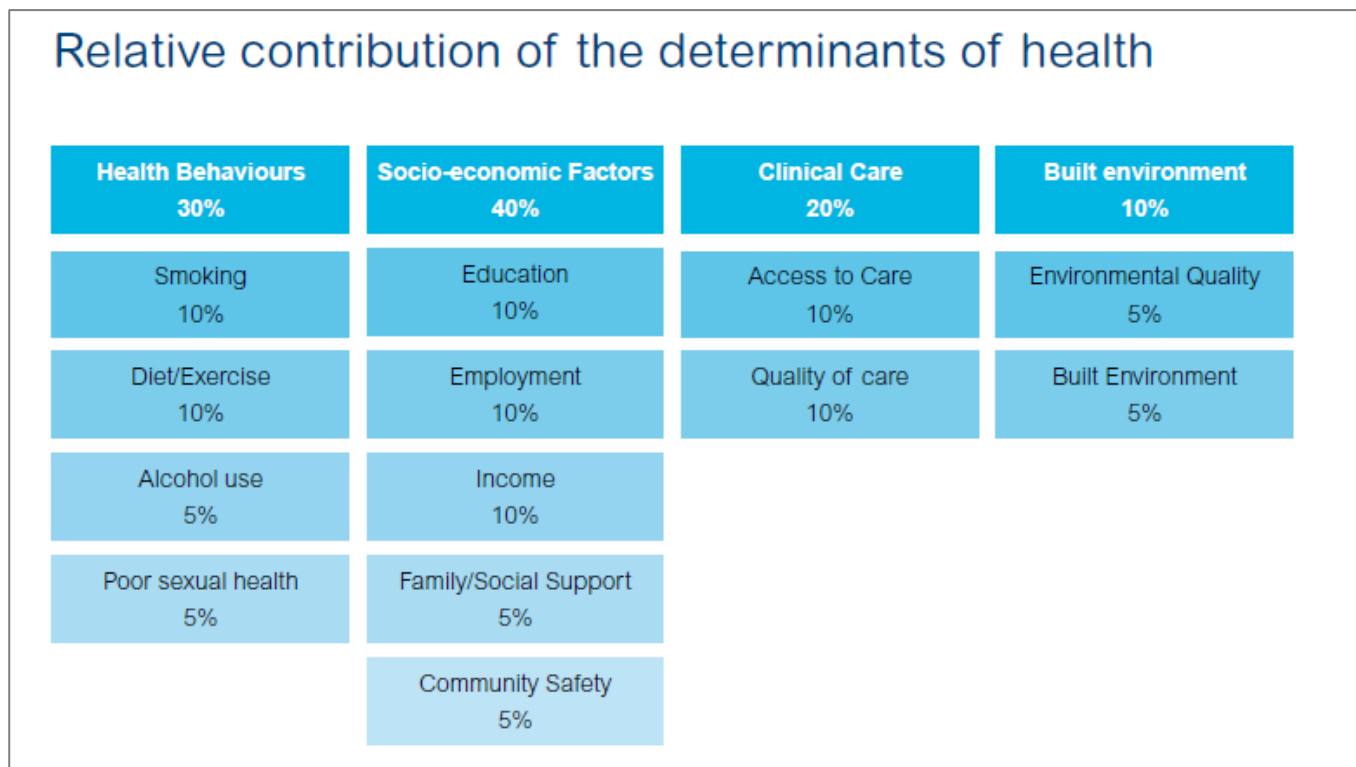 Relative contribution of the determinants of health
Health Behaviours
30%
Smoking
10%
Diet/Exercise
10%
Alcohol use
5%
Poor sexual health
5%
Socio-economic Factors
40%
Education
10%
Employment
10%
Income
10%
Family/Social Support
5%
Community Safety
5%
Clinical Care
20%
Access to Care
10%
Quality of care
10%
Built environment
10%
Environmental Quality
5%
Built Environment
5%